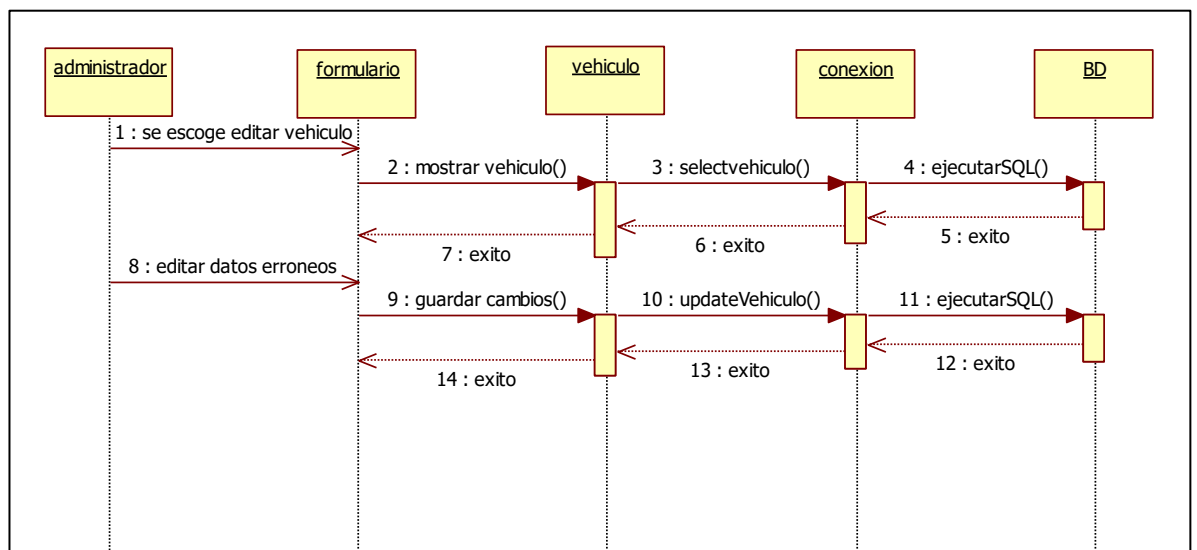 administrador
formulario
vehiculo
conexion
BD
1 : se escoge editar vehiculo
2 : mostrar vehiculo()
3 : selectvehiculo()
4 : ejecutarSQL()
5 : exito
6 : exito
7 : exito
8 : editar datos erroneos
9 : guardar cambios()
10 : updateVehiculo()
11 : ejecutarSQL()
12 : exito
13 : exito
14 : exito